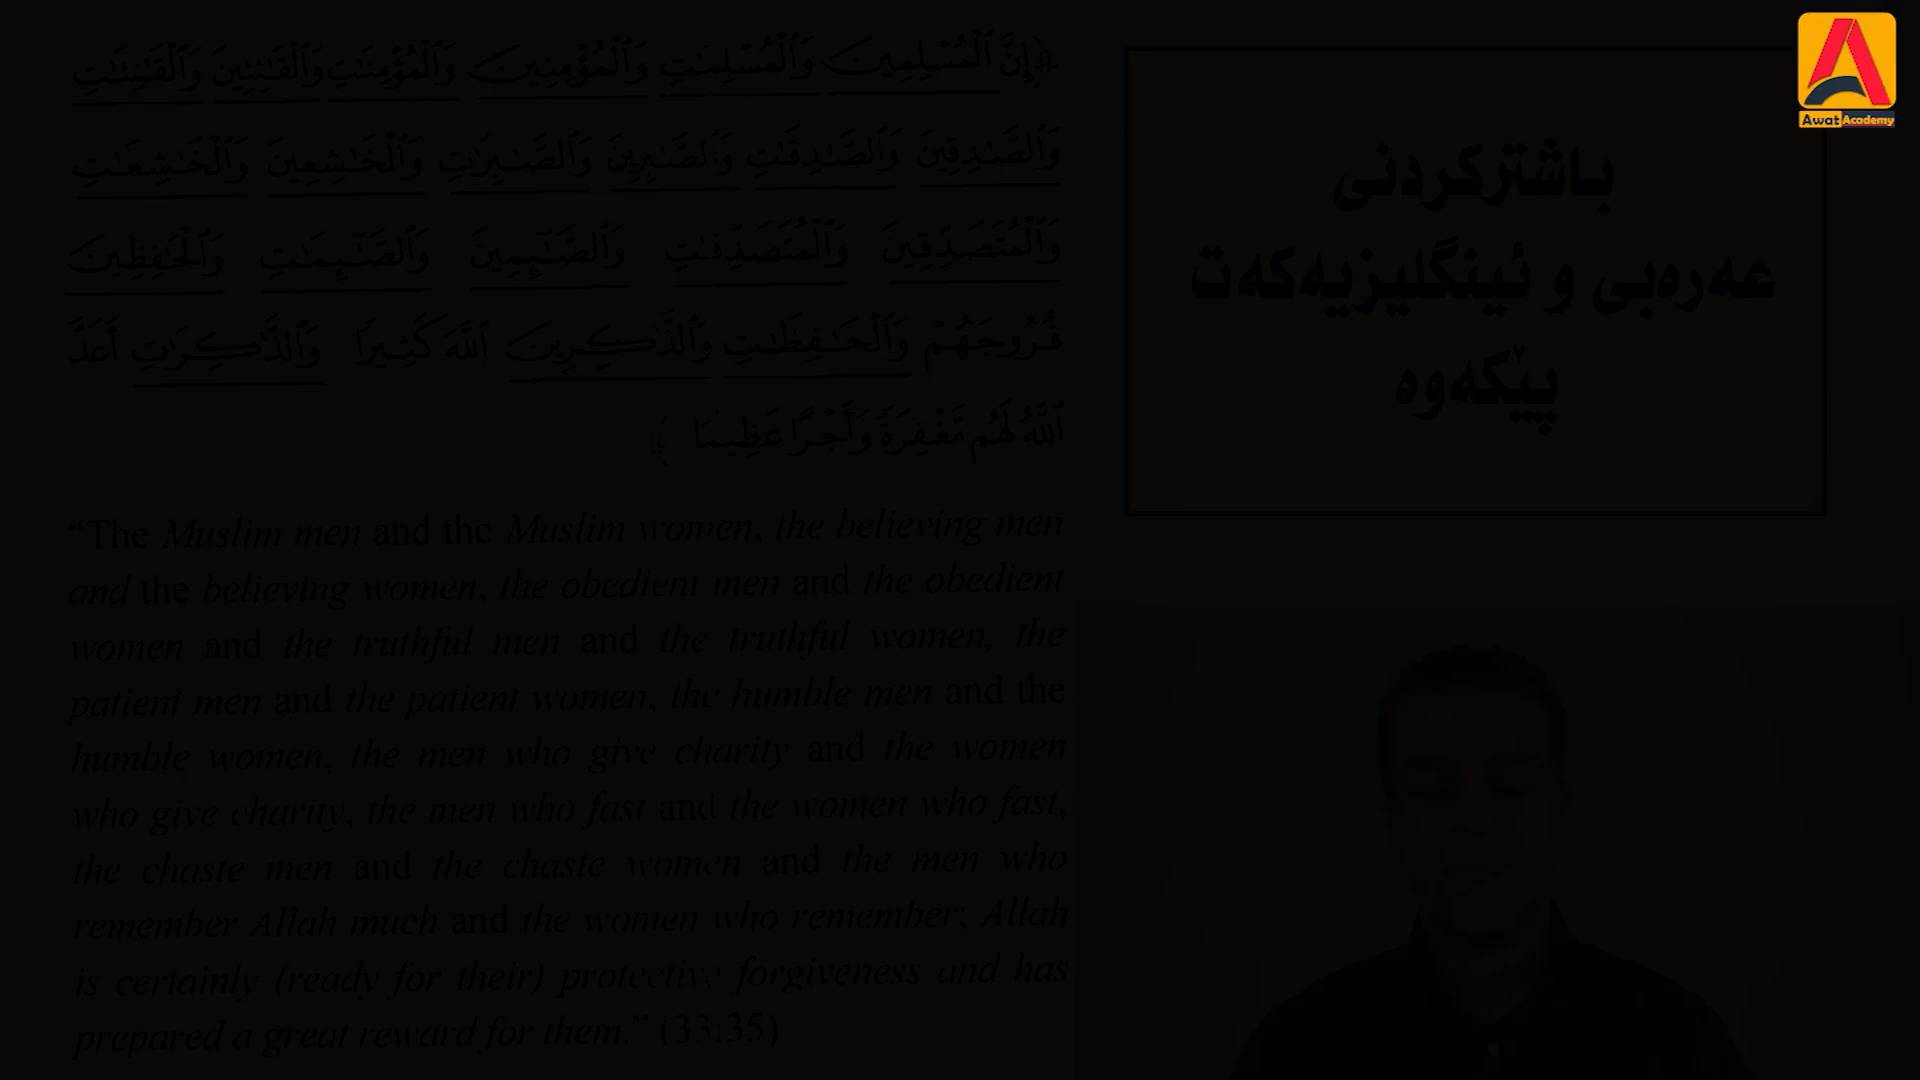 ﴿إِنَّ ٱلْمُسْلِمِينَ وَٱلْمُسْلِمَٰتِ وَٱلْمُؤْمِنِينَ وَٱلْمُؤْمِنَٰتِ وَٱلْقَٰنِتِينَ وَٱلْقَٰنِتَٰتِ
وَٱلصَّٰدِقِينَ وَٱلصَّٰدِقَٰتِ وَٱلصَّٰبِرِينَ وَٱلصَّٰبِرَٰتِ وَٱلْخَٰشِعِينَ وَٱلْخَٰشِعَٰتِ
وَٱلْمُتَصَدِّقِينَ وَٱلْمُتَصَدِّقَٰتِ وَٱلصَّٰٓئِمِينَ وَٱلصَّٰٓئِمَٰتِ وَٱلْحَٰفِظِينَ
فُرُوجَهُمْ وَٱلْحَٰفِظَٰتِ وَٱلذَّٰكِرِينَ ٱللَّهَ كَثِيرًا وَٱلذَّٰكِرَٰتِ أَعَدَّ
ٱللَّهُ لَهُم مَّغْفِرَةً وَأَجْرًا عَظِيمًا ﴾
“The Muslim men and the Muslim women, the believing men
and the believing women, the obedient men and the obedient
women and the truthful men and the truthful women, the
patient men and the patient women, the humble men and the
humble women, the men who give charity and the women
who give charity, the men who fast and the women who fast,
the chaste men and the chaste women and the men who
remember Allah much and the women who remember; Allah
is certainly (ready for their) protective forgiveness and has
prepared a great reward for them.” (33:35)
باشترکردنی
عەرەبی و ئینگلیزیەکەت
پێکەوە
Awat Academy